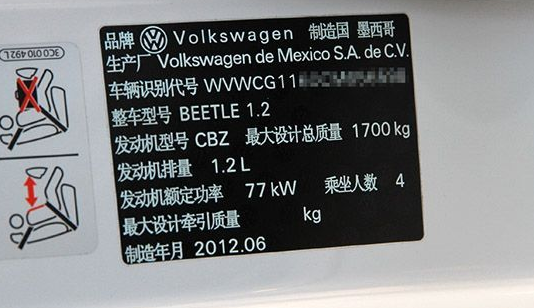 3C0 010 492 L
品牌 Volkswagen 制造国 墨西哥
生产厂 Volkswagen de Mexico S.A. de C.V.
车辆识别代号 WVWCG11
整车型号 BEETLE 1.2
发动机型号 CBZ 最大设计总质量 1700 kg
发动机排量 1.2 L
发动机额定功率 77 kW 乘坐人数 4
最大设计牵引质量 kg
制造年月 2012.06